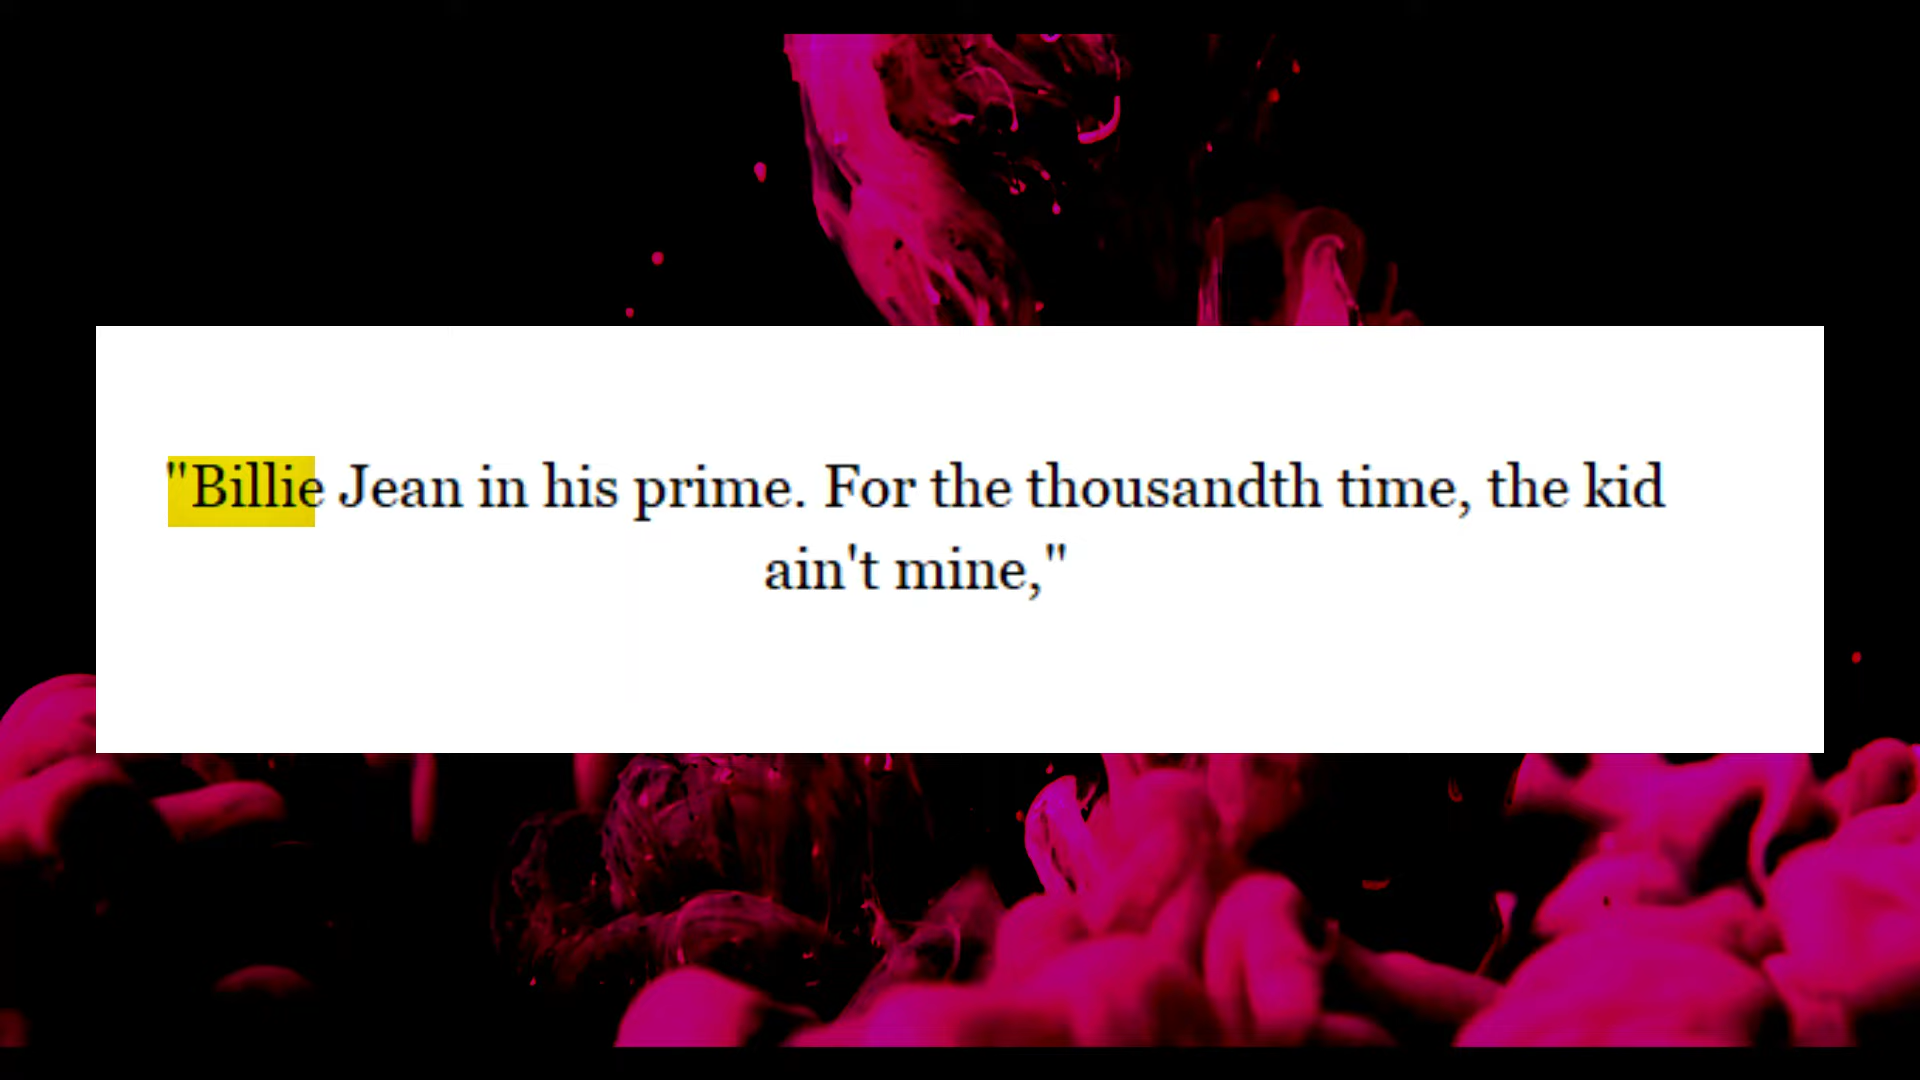 "Billie Jean in his prime. For the thousandth time, the kid
ain't mine,"